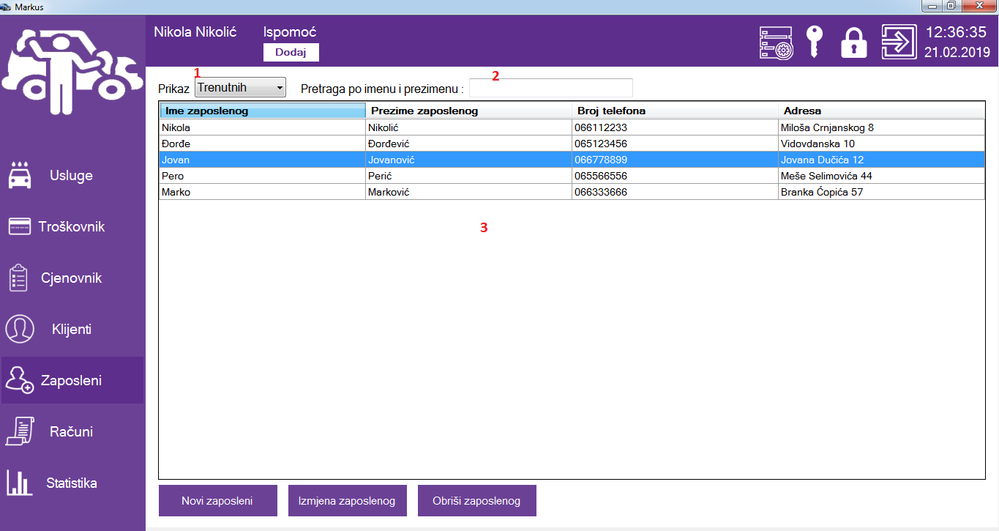 Markus
Nikola Nikolić Ispomoć 12:36:35
Dodaj 21.02.2019
1 2
Prikaz Trenutnih Pretraga po imenu i prezimenu :
Ime zaposlenog Prezime zaposlenog Broj telefona Adresa
Nikola Nikolić 066112233 Miloša Crnjanskog 8
Đorđe Đorđević 065123456 Vidovdanska 10
Jovan Jovanović 066778899 Jovana Dučića 12
Pero Perić 065566556 Meše Selimovića 44
Marko Marković 066333666 Branka Ćopića 57
3
Usluge
Troškovnik
Cjenovnik
Klijenti
Zaposleni
Računi
Statistika
Novi zaposleni Izmjena zaposlenog Obriši zaposlenog